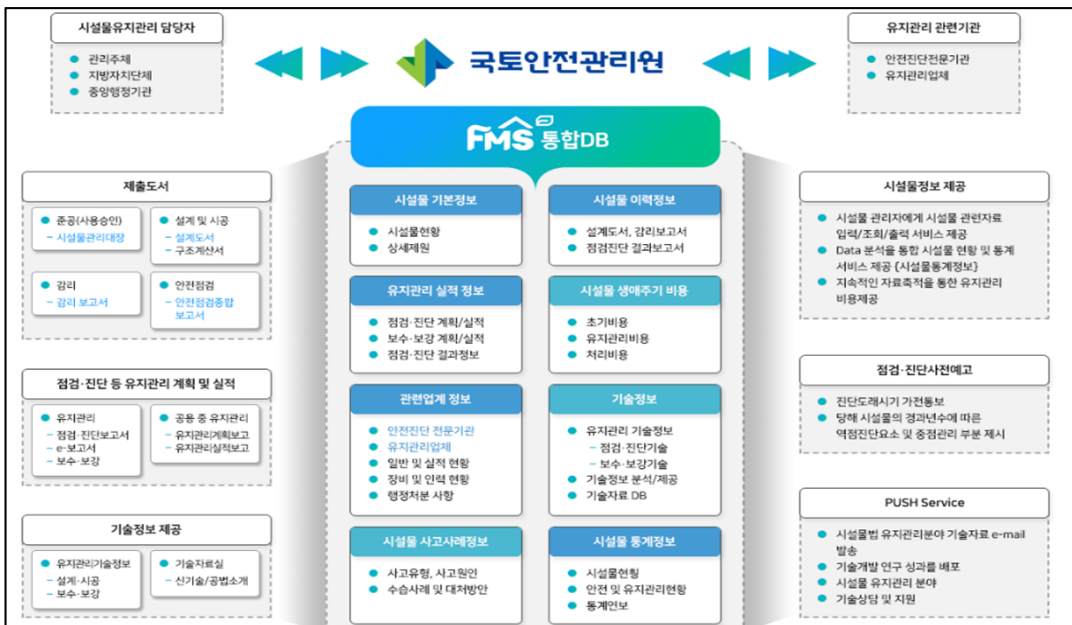 시설물유지관리 담당자
관리주체
지방자치단체
중앙행정기관
국토안전관리원
유지관리 관련기관
안전진단전문기관
유지관리업체
FMS 통합DB
제출도서
준공(사용승인)
– 시설물관리대장
설계 및 시공
– 설계도서
– 구조계산서
감리
– 감리 보고서
안전점검
– 안전점검종합
보고서
점검·진단 등 유지관리 계획 및 실적
유지관리
– 점검·진단보고서
– e-보고서
– 보수·보강
공용 중 유지관리
– 유지관리계획보고
– 유지관리실적보고
기술정보 제공
유지관리기술정보
– 설계·시공
– 보수·보강
기술자료실
– 신기술/공법소개
시설물 기본정보
시설물현황
상세제원
시설물 이력정보
설계도서, 감리보고서
점검진단 결과보고서
유지관리 실적 정보
점검·진단 계획/실적
보수·보강 계획/실적
점검·진단 결과정보
시설물 생애주기 비용
초기비용
유지관리비용
처리비용
관련업계 정보
안전진단 전문기관
유지관리업체
일반 및 실적 현황
장비 및 인력 현황
행정처분 사항
기술정보
유지관리 기술정보
– 점검·진단기술
– 보수·보강기술
기술정보 분석/제공
기술자료 DB
시설물 사고사례정보
사고유형, 사고원인
수습사례 및 대처방안
시설물 통계정보
시설물현횡
안전 및 유지관리현황
통계연보
시설물정보 제공
시설물 관리자에게 시설물 관련자료
입력/조회/출력 서비스 제공
Data 분석을 통합 시설물 현황 및 통계
서비스 제공 {시설물통계정보}
지속적인 자료축적을 통한 유지관리
비용제공
점검·진단사전예고
진단도래시기 가전통보
당해 시설물의 경과년수에 따른
역점진단요소 및 중점관리 부분 제시
PUSH Service
시설물법 유지관리분야 기술자료 e-mail
발송
기술개발 연구 성과를 배포
시설물 유지관리 분야
기술상담 및 지원